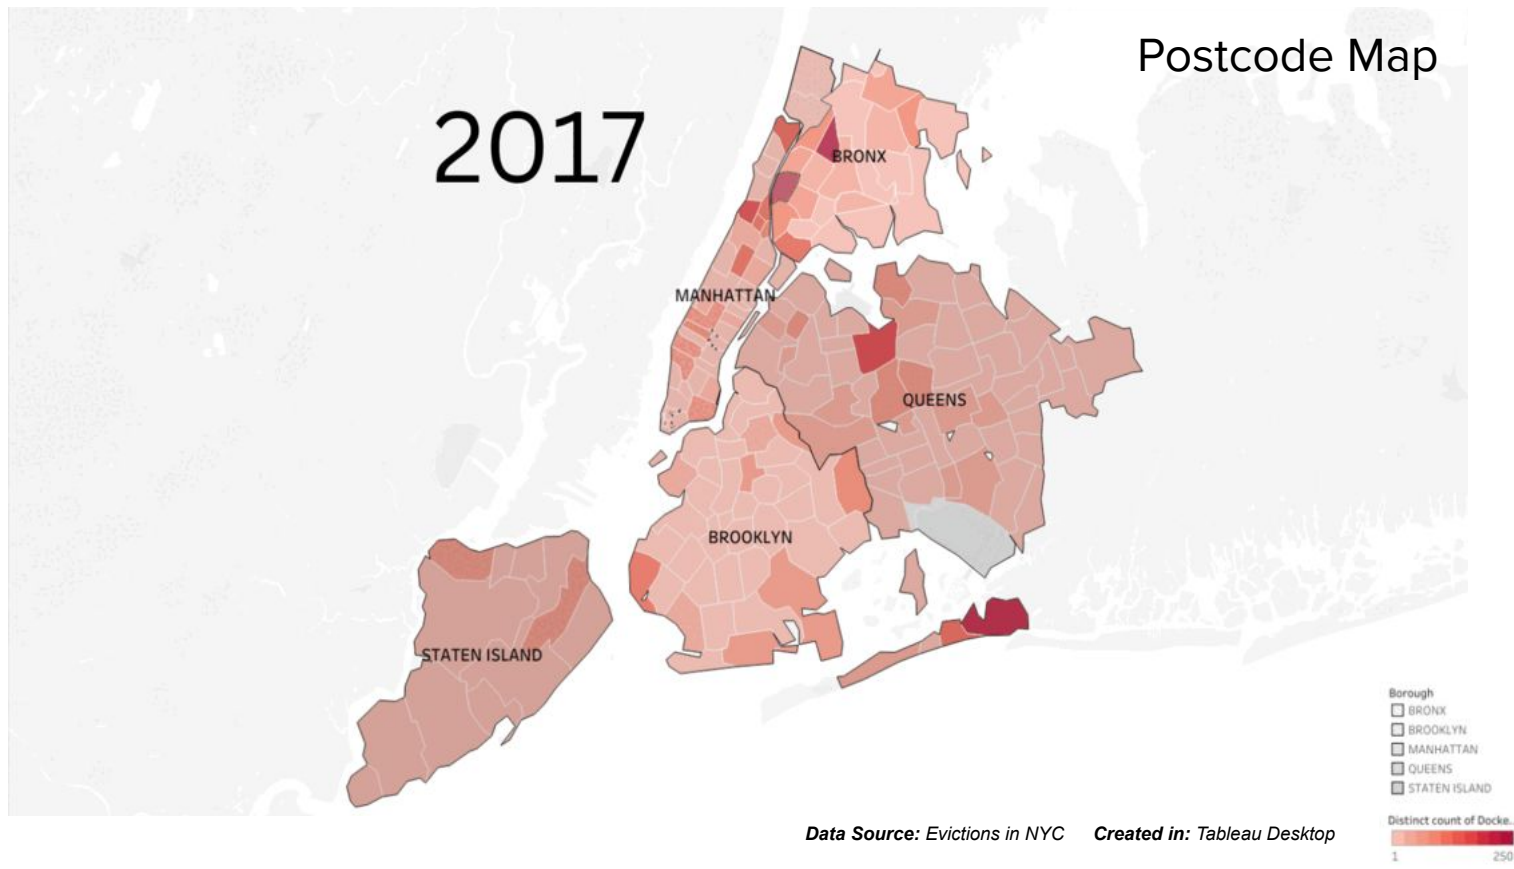 Postcode Map
2017
BRONX
MANHATTAN
QUEENS
BROOKLYN
STATEN ISLAND
Borough
BRONX
BROOKLYN
MANHATTAN
QUEENS
STATEN ISLAND
Distinct count of Docke..
1 250
Data Source: Evictions in NYC Created in: Tableau Desktop